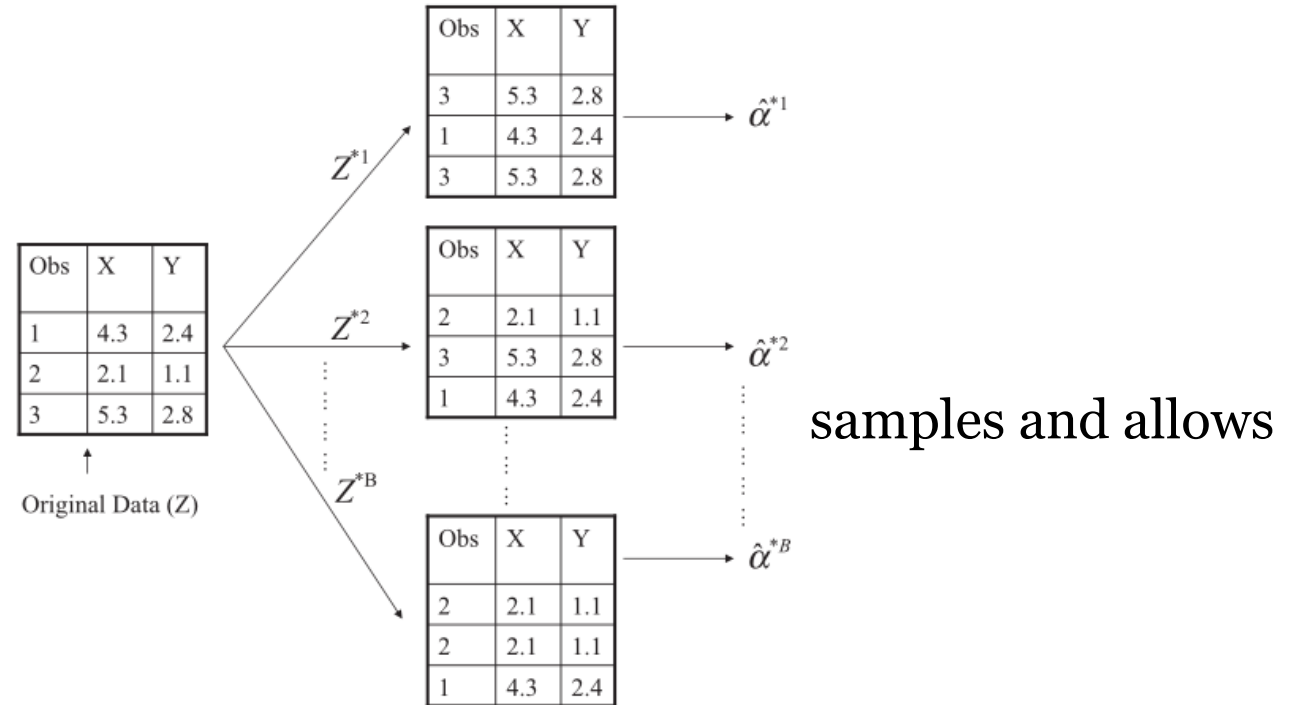 Obs X Y
1 4.3 2.4
2 2.1 1.1
3 5.3 2.8
Original Data (Z)
Z*1
Z*2
Z*B
Obs X Y
3 5.3 2.8
1 4.3 2.4
3 5.3 2.8
α̂*1
Obs X Y
2 2.1 1.1
3 5.3 2.8
1 4.3 2.4
α̂*2
Obs X Y
2 2.1 1.1
2 2.1 1.1
1 4.3 2.4
α̂*B
samples and allows